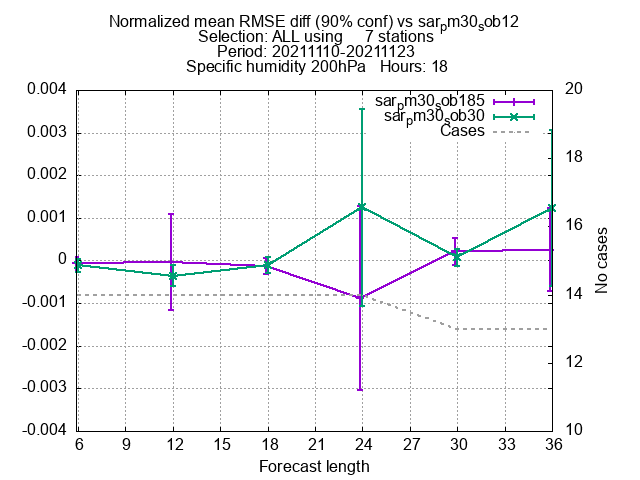 Normalized mean RMSE diff (90% conf) vs sarpm30sob12
Selection: ALL using 7 stations
Period: 20211110-20211123
Specific humidity 200hPa Hours: 18
sarpm30sob185
sarpm30sob30
Cases
0.004
0.003
0.002
0.001
0
-0.001
-0.002
-0.003
-0.004
20
18
16
14
12
10
No cases
6 9 12 15 18 21 24 27 30 33 36
Forecast length